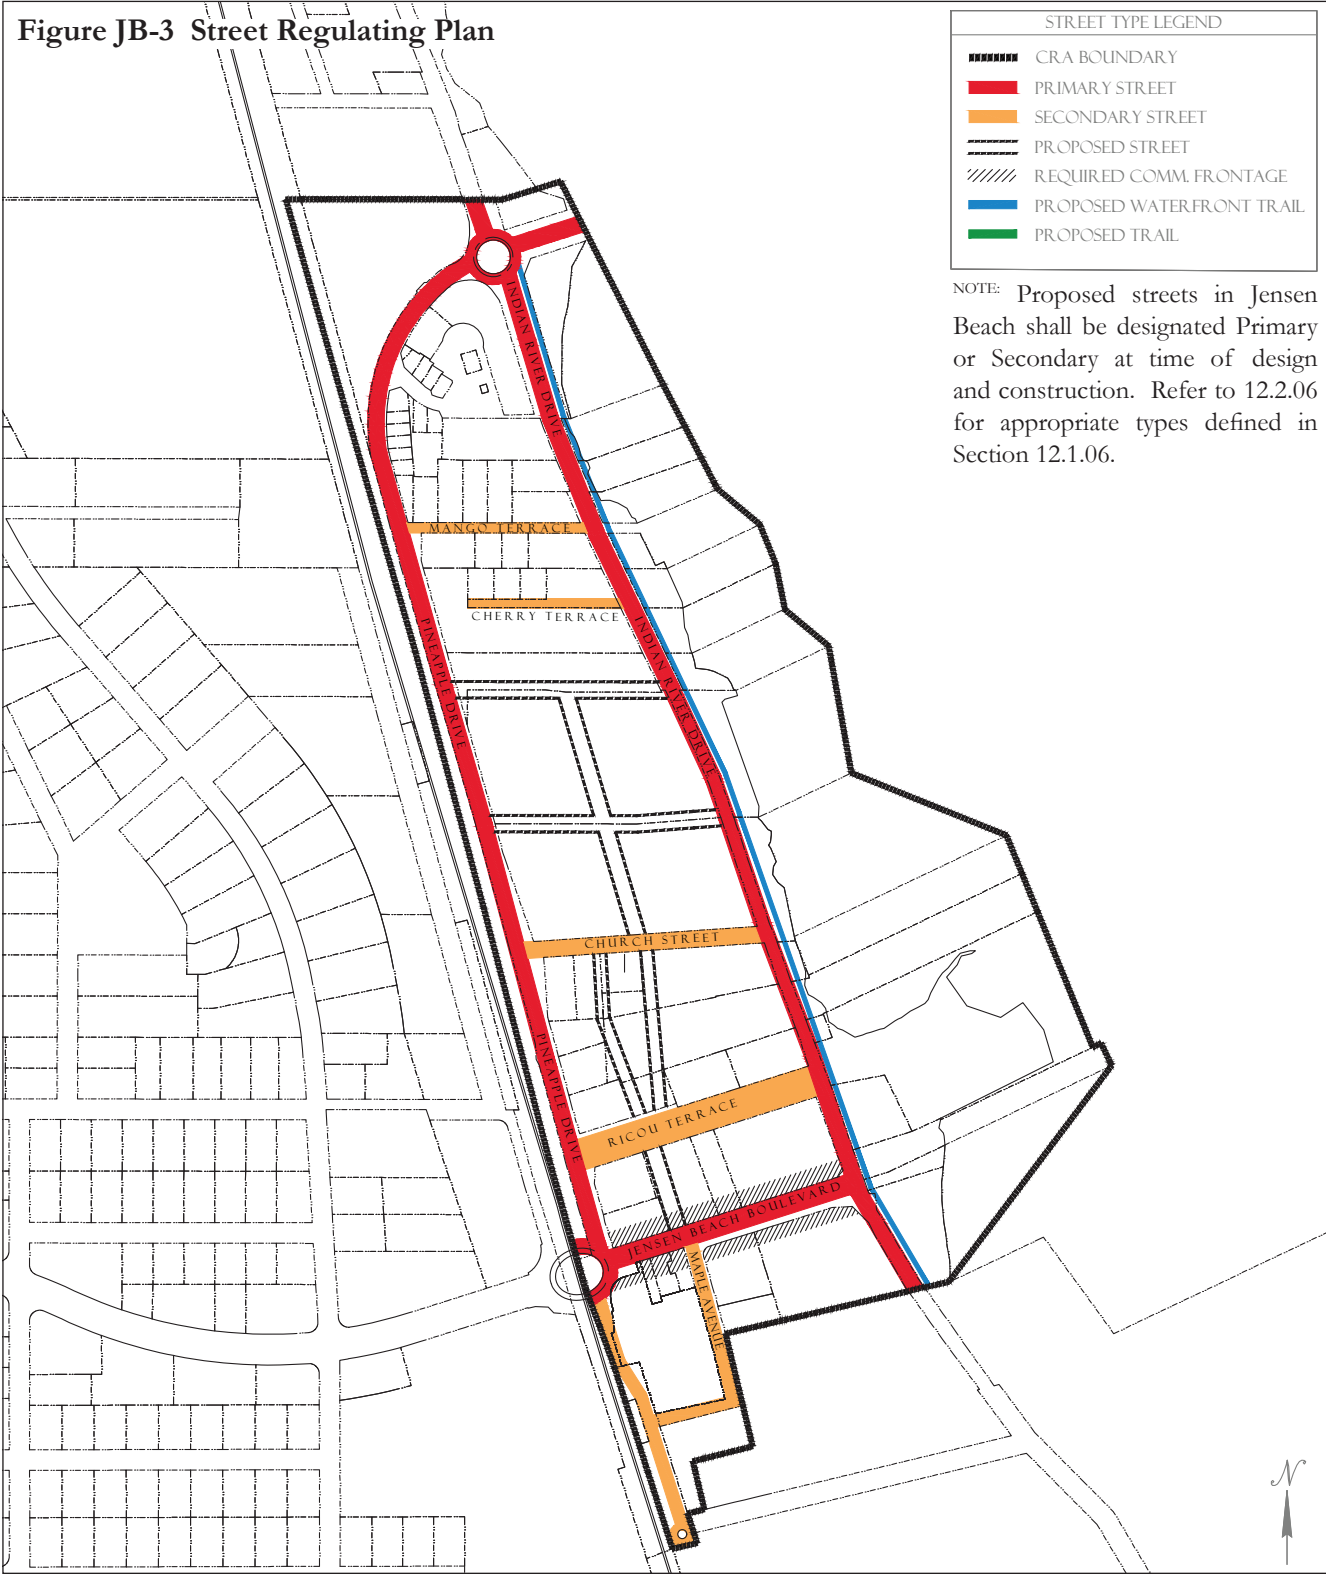 Figure JB-3 Street Regulating Plan
STREET TYPE LEGEND
CRA BOUNDARY
PRIMARY STREET
SECONDARY STREET
PROPOSED STREET
REQUIRED COMM. FRONTAGE
PROPOSED WATERFRONT TRAIL
PROPOSED TRAIL
NOTE: Proposed streets in Jensen
Beach shall be designated Primary
or Secondary at time of design
and construction. Refer to 12.2.06
for appropriate types defined in
Section 12.1.06.
INDIAN RIVER DRIVE
MANGO TERRACE
CHERRY TERRACE
PINEAPPLE DRIVE
INDIAN RIVER DRIVE
CHURCH STREET
PINEAPPLE DRIVE
RICOU TERRACE
JENSEN BEACH BOULEVARD
MAPLE AVENUE
N